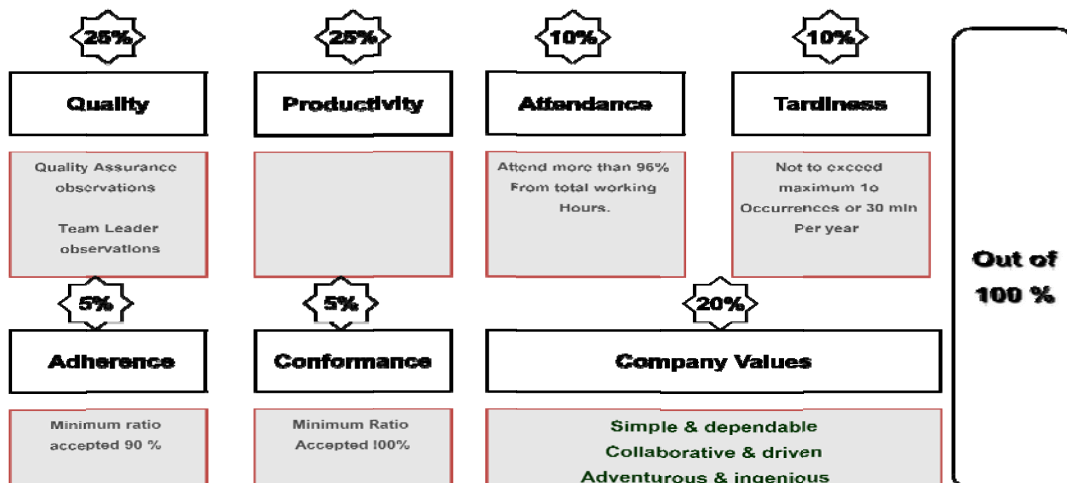 25% 25% 10% 10%
Quality Productivity Attendance Tardiness
Quality Assurance
observations
Team Leader
observations
Attend more than 96%
From total working
Hours.
Not to exceed
maximum 1o
Occurrences or 30 min
Per year
Out of
100 %
5% 5% 20%
Adherence Conformance Company Values
Minimum ratio
accepted 90 %
Minimum Ratio
Accepted l00%
Simple & dependable
Collaborative & driven
Adventurous & ingenious